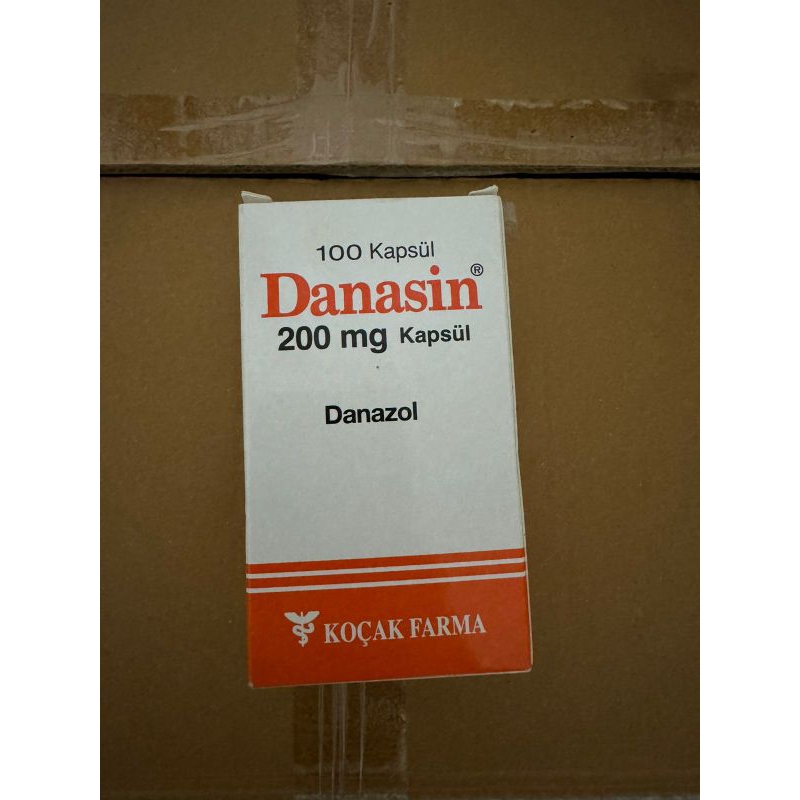 100 Kapsül
Danasin®
200 mg Kapsül
Danazol
KOÇAK FARMA